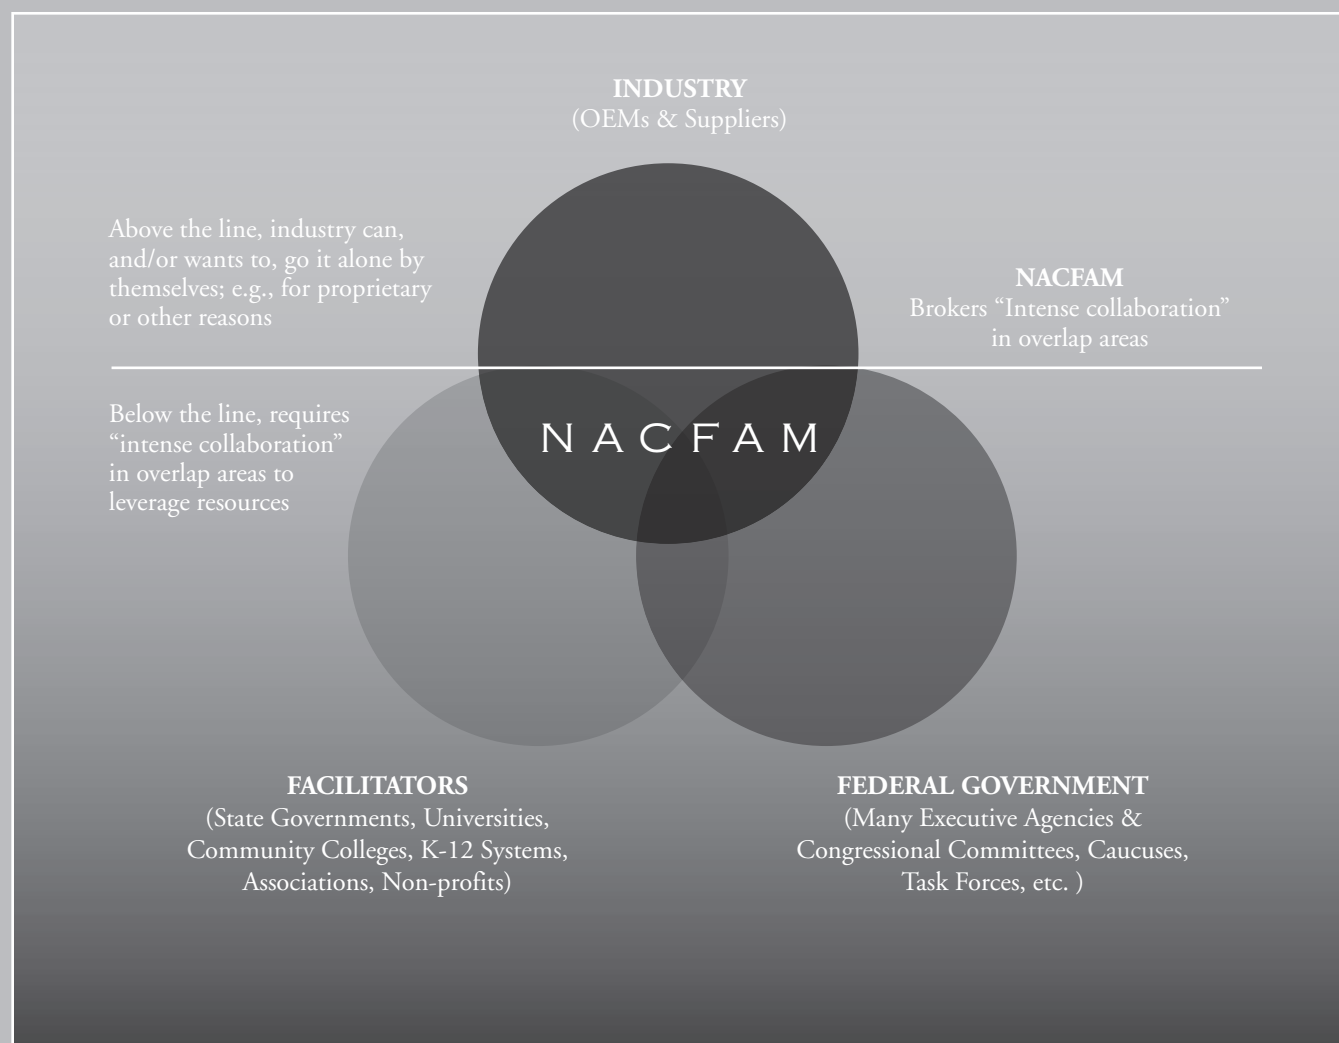 INDUSTRY
(OEMs & Suppliers)
Above the line, industry can,
and/or wants to, go it alone by
themselves; e.g., for proprietary
or other reasons
NACFAM
Brokers “Intense collaboration”
in overlap areas
Below the line, requires
“intense collaboration”
in overlap areas to
leverage resources
NACFAM
FACILITATORS
(State Governments, Universities,
Community Colleges, K-12 Systems,
Associations, Non-profits)
FEDERAL GOVERNMENT
(Many Executive Agencies &
Congressional Committees, Caucuses,
Task Forces, etc. )